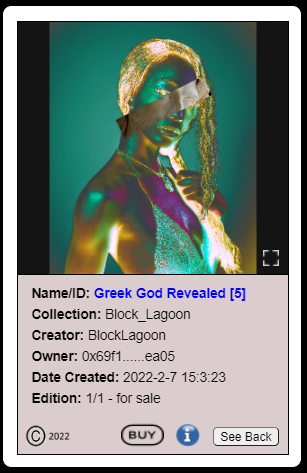 Name/ID: Greek God Revealed [5]
Collection: Block_Lagoon
Creator: BlockLagoon
Owner: 0x69f1......ea05
Date Created: 2022-2-7 15:3:23
Edition: 1/1 - for sale
© 2022 BUY i See Back